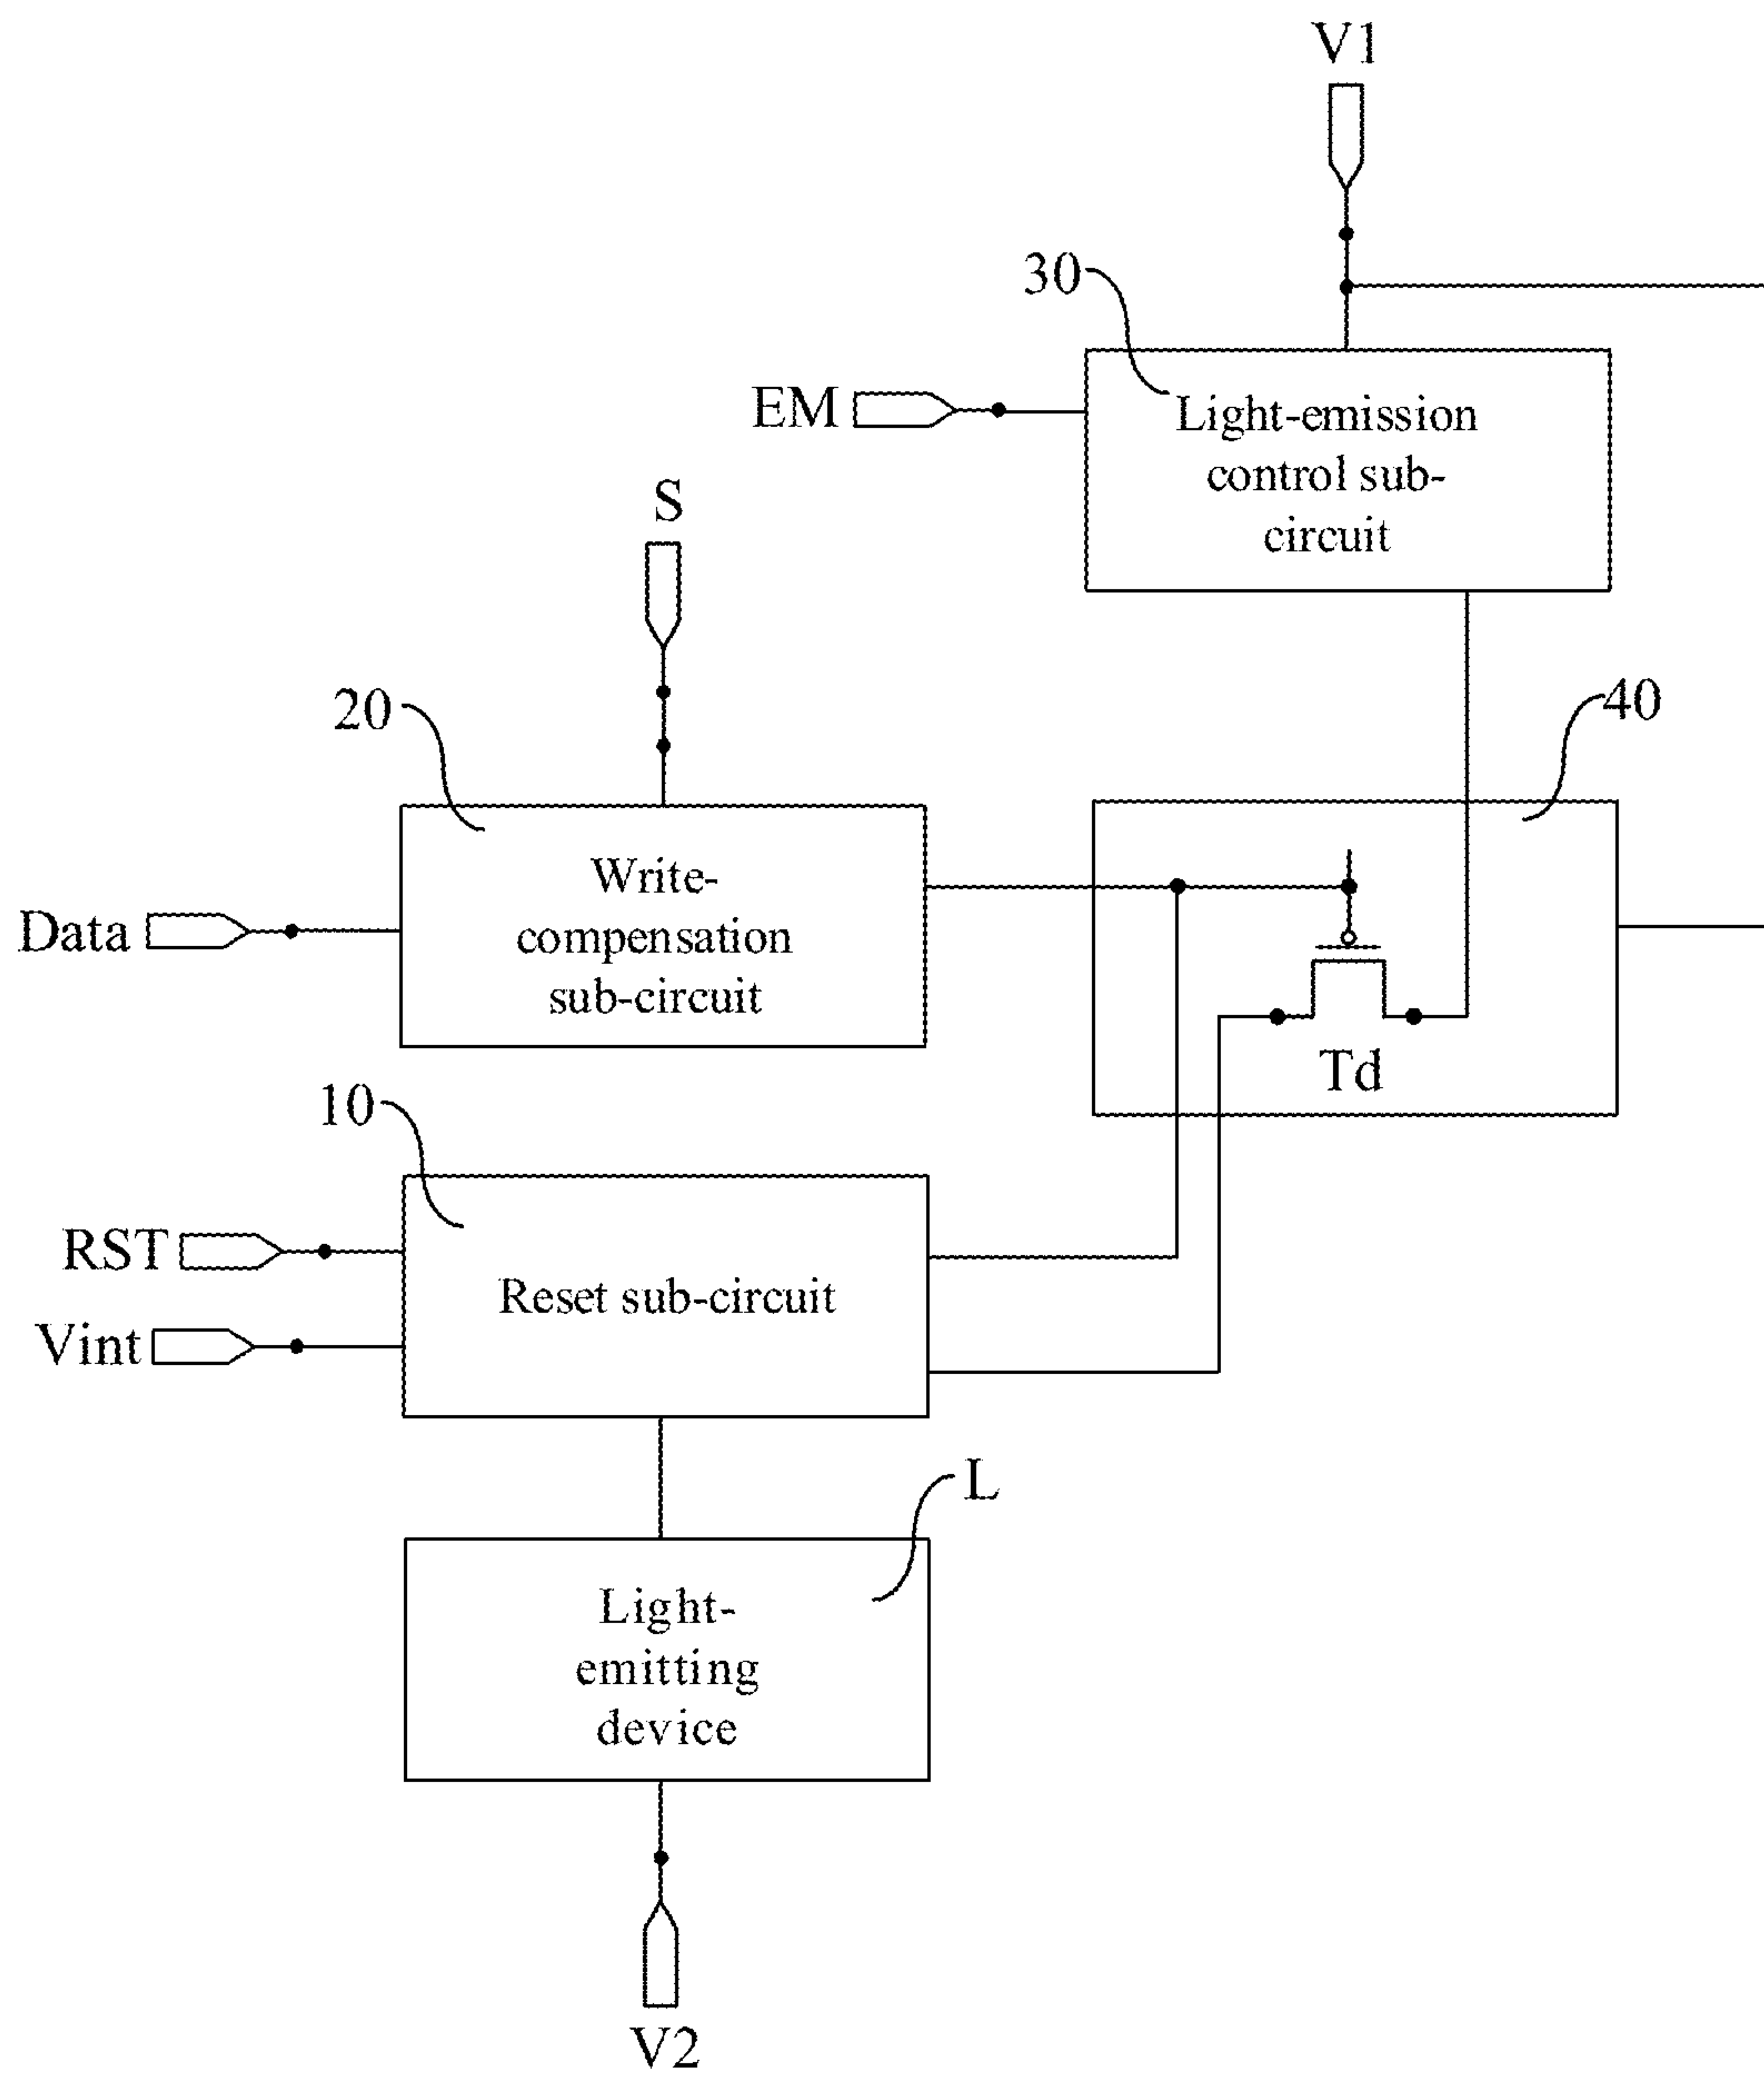 V1
30
EM
Light-emission
control sub-
circuit
S
20
40
Write-
compensation
sub-circuit
Data
Td
10
RST
Reset sub-circuit
Vint
L
Light-
emitting
device
V2